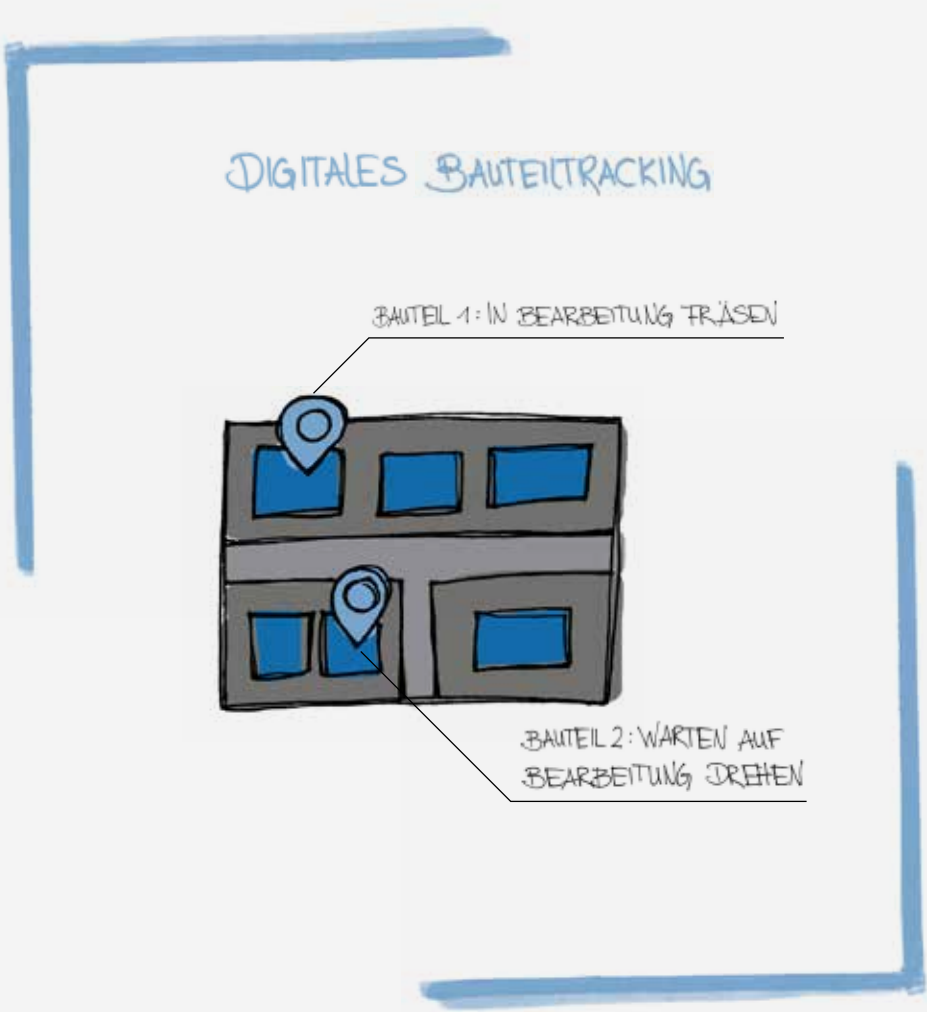 DIGITALES BAUTEILTRACKING
BAUTEIL 1: IN BEARBEITUNG FRÄSEN
BAUTEIL 2: WARTEN AUF
BEARBEITUNG DREHEN